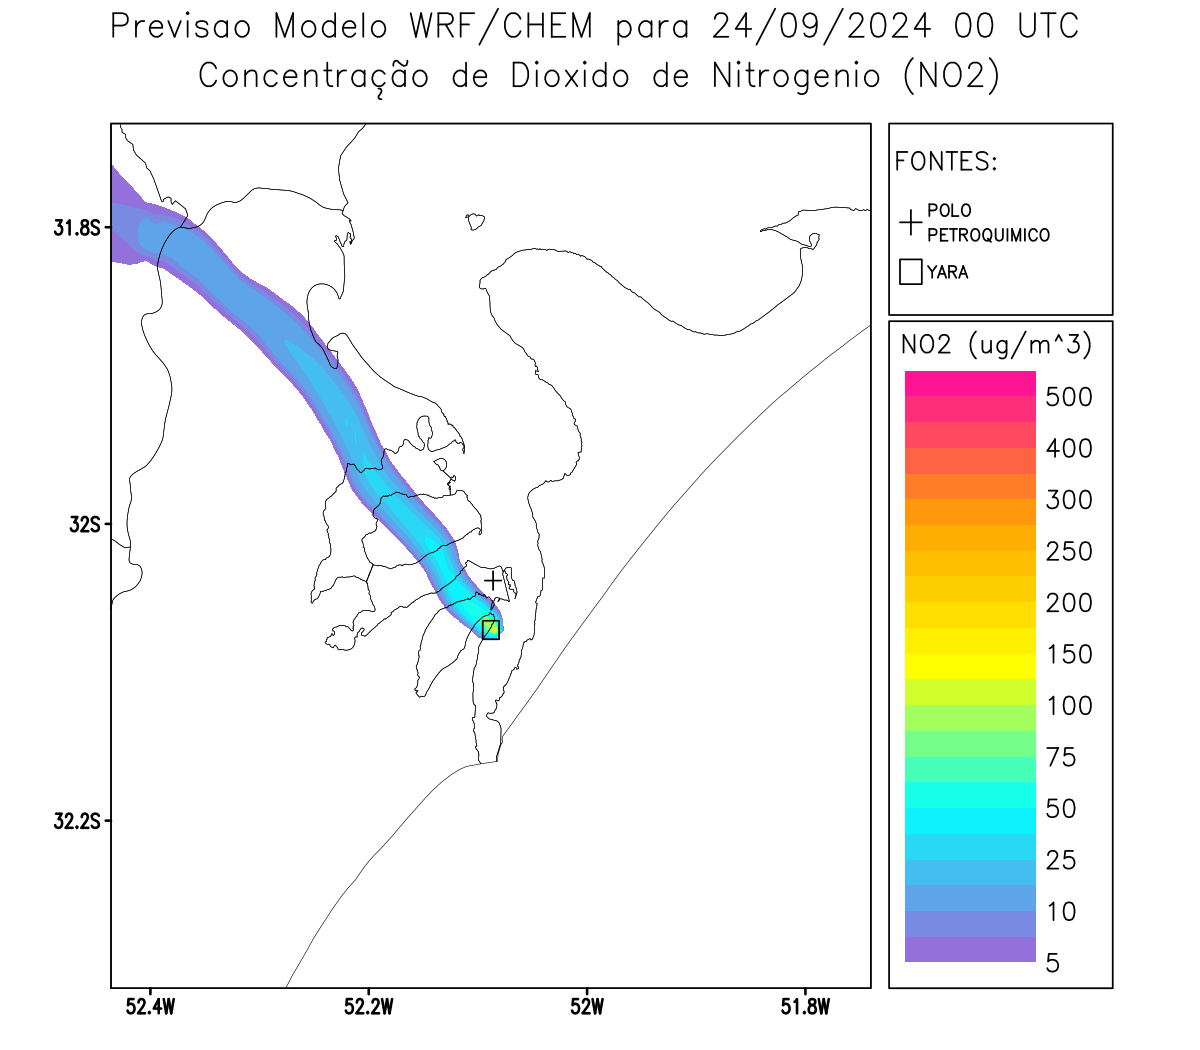 Previsao Modelo WRF/CHEM para 24/09/2024 00 UTC
Concentração de Dioxido de Nitrogenio (NO2)
FONTES:
POLO
PETROQUIMICO
YARA
31.8S
32S
32.2S
52.4W
52.2W
52W
51.8W
NO2 (ug/m^3)
500
400
300
250
200
150
100
75
50
25
10
5